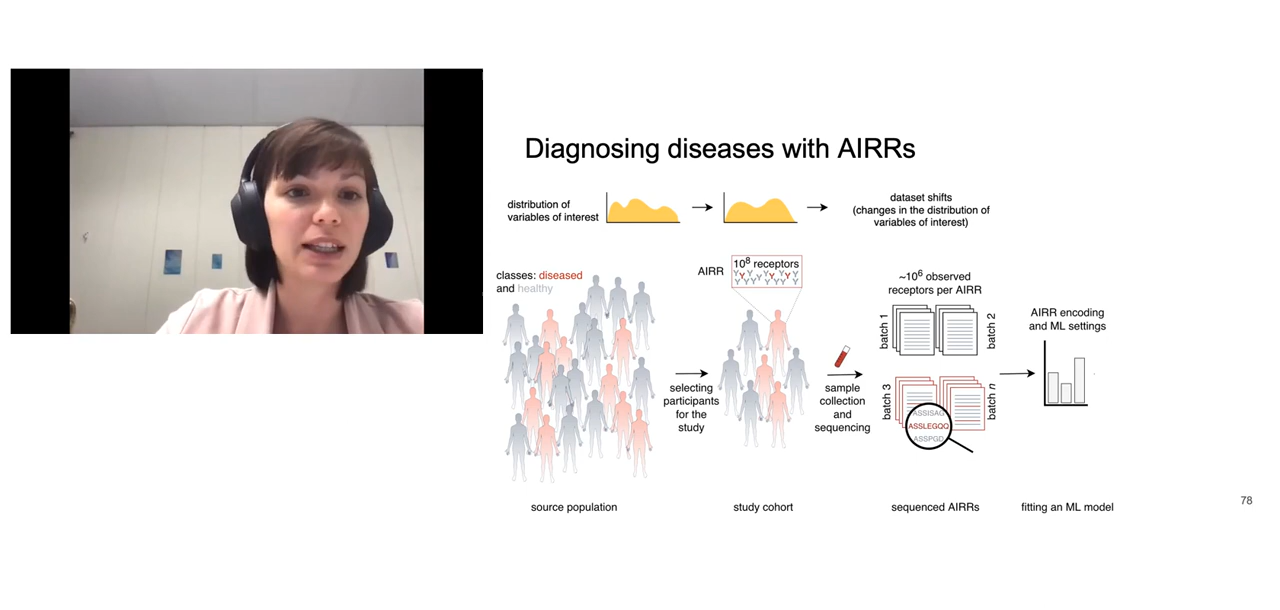 Diagnosing diseases with AIRRs
distribution of
variables of interest
dataset shifts
(changes in the distribution of
variables of interest)
classes: diseased
and healthy
AIRR
10⁸ receptors
~10⁶ observed
receptors per AIRR
batch 1
batch 2
AIRR encoding
and ML settings
selecting
participants
for the
study
sample
collection
and
sequencing
batch 3
batch n
ASSISAG
ASSLEGQQ
ASSPGD
source population
study cohort
sequenced AIRRs
fitting an ML model
78